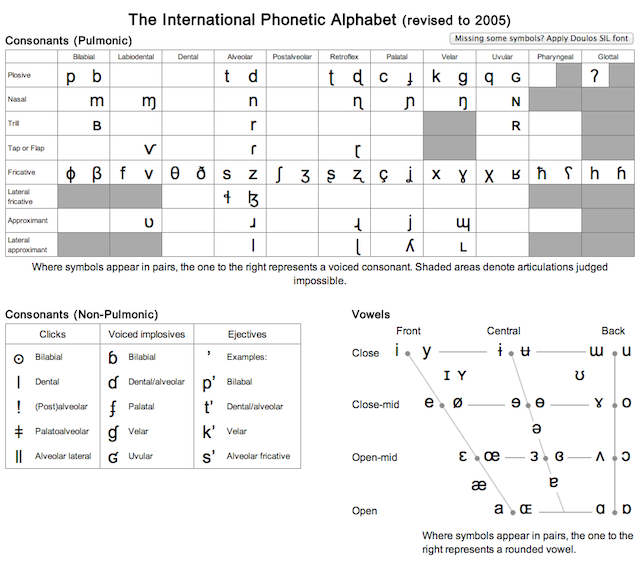 The International Phonetic Alphabet (revised to 2005)
Consonants (Pulmonic)
Missing some symbols? Apply Doulos SIL font
Bilabial Labiodental Dental Alveolar Postalveolar Retroflex Palatal Velar Uvular Pharyngeal Glottal
Plosive p b t d ʈ ɖ c ɟ k ɡ q ɢ ʔ
Nasal m ɱ n ɳ ɲ ŋ ɴ
Trill ʙ r ʀ
Tap or Flap ⱱ ɾ ɽ
Fricative ɸ β f v θ ð s z ʃ ʒ ʂ ʐ ç ʝ x ɣ χ ʁ ħ ʕ h ɦ
Lateral
fricative ɬ ɮ
Approximant ʋ ɹ ɻ j ɰ
Lateral
approximant l ɭ ʎ ʟ
Where symbols appear in pairs, the one to the right represents a voiced consonant. Shaded areas denote articulations judged
impossible.
Consonants (Non-Pulmonic)
Clicks Voiced implosives Ejectives
ʘ Bilabial ɓ Bilabial ʼ Examples:
ǀ Dental ɗ Dental/alveolar pʼ Bilabal
ǃ (Post)alveolar ʄ Palatal tʼ Dental/alveolar
ǂ Palatoalveolar ɠ Velar kʼ Velar
ǁ Alveolar lateral ʛ Uvular sʼ Alveolar fricative
Vowels
Front Central Back
Close i y ɨ ʉ ɯ u
ɪ ʏ ʊ
Close-mid e ø ɘ ɵ ɤ o
ə
Open-mid ɛ œ ɜ ɞ ʌ ɔ
æ ɐ
Open a ɶ ɑ ɒ
Where symbols appear in pairs, the one to the
right represents a rounded vowel.